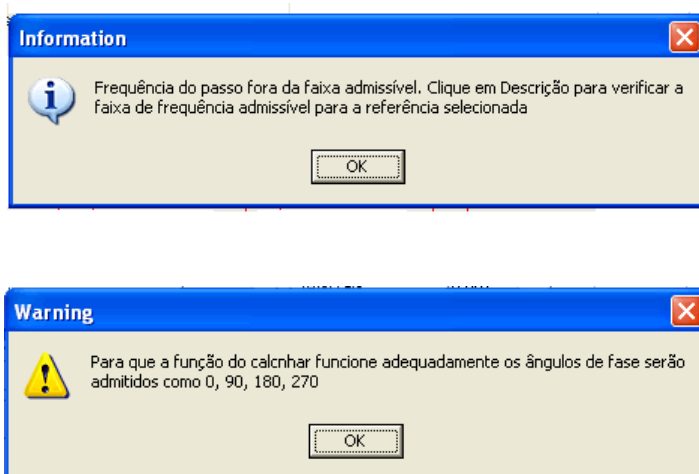 Information
Frequência do passo fora da faixa admissível. Clique em Descrição para verificar a
faixa de frequência admissível para a referência selecionada
OK
Warning
Para que a função do calcnhar funcione adequadamente os ângulos de fase serão
admitidos como 0, 90, 180, 270
OK